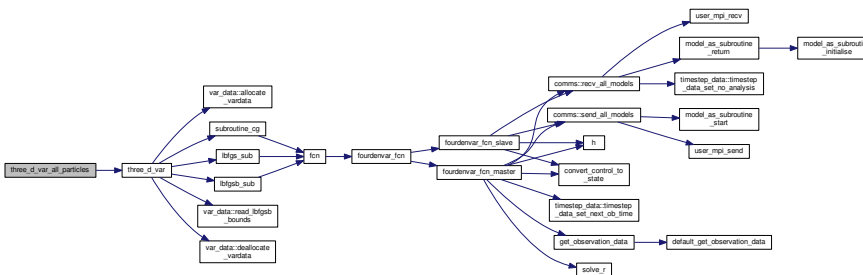 three_d_var_all_particles
three_d_var
var_data::allocate
_vardata
subroutine_cg
lbfgs_sub
lbfgsb_sub
var_data::read_lbfgsb
_bounds
var_data::deallocate
_vardata
fcn
fourdenvar_fcn
fourdenvar_fcn_slave
fourdenvar_fcn_master
comms::recv_all_models
comms::send_all_models
h
convert_control_to
_state
timestep_data::timestep
_data_set_next_ob_time
get_observation_data
solve_r
user_mpi_recv
model_as_subroutine
_return
timestep_data::timestep
_data_set_no_analysis
model_as_subroutine
_start
user_mpi_send
default_get_observation_data
model_as_subrouti
_initialise